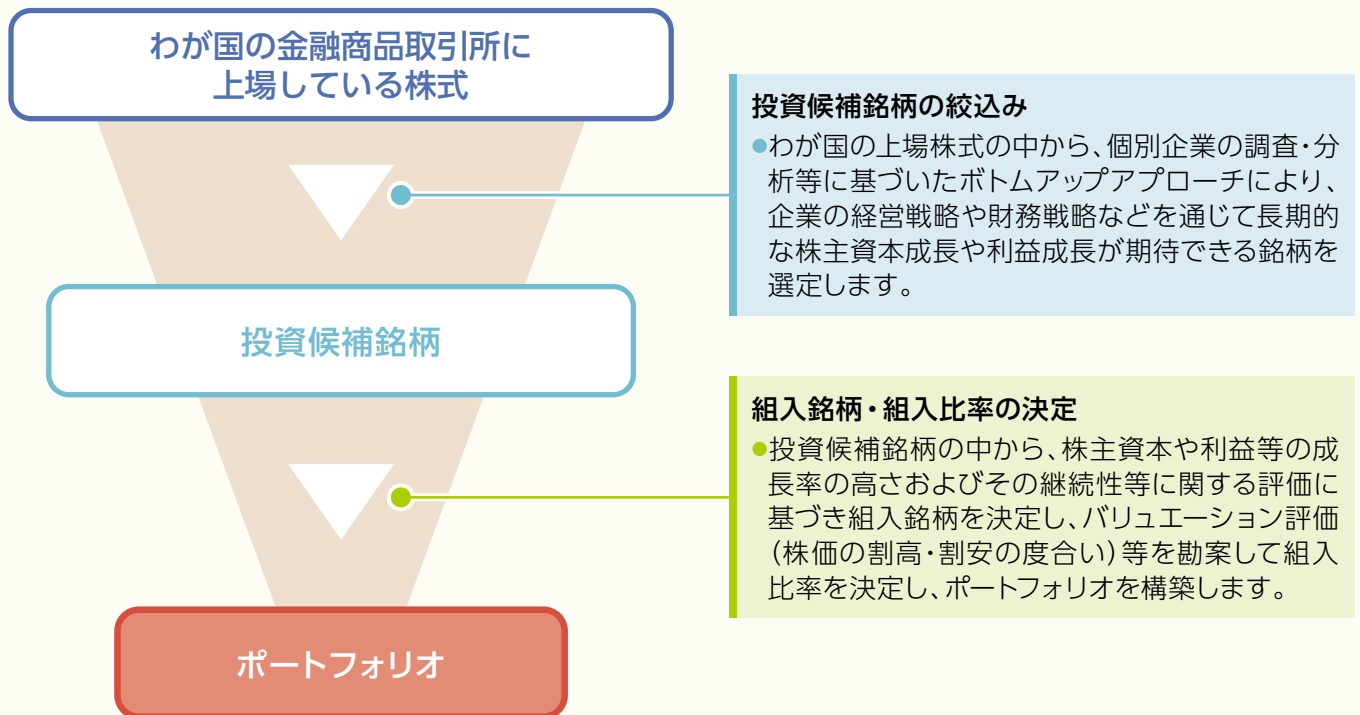 わが国の金融商品取引所に
上場している株式
投資候補銘柄の絞込み
●わが国の上場株式の中から、個別企業の調査・分
析等に基づいたボトムアップアプローチにより、
企業の経営戦略や財務戦略などを通じて長期的
な株主資本成長や利益成長が期待できる銘柄を
選定します。
投資候補銘柄
組入銘柄・組入比率の決定
●投資候補銘柄の中から、株主資本や利益等の成
長率の高さおよびその継続性等に関する評価に
基づき組入銘柄を決定し、バリュエーション評価
（株価の割高・割安の度合い）等を勘案して組入
比率を決定し、ポートフォリオを構築します。
ポートフォリオ